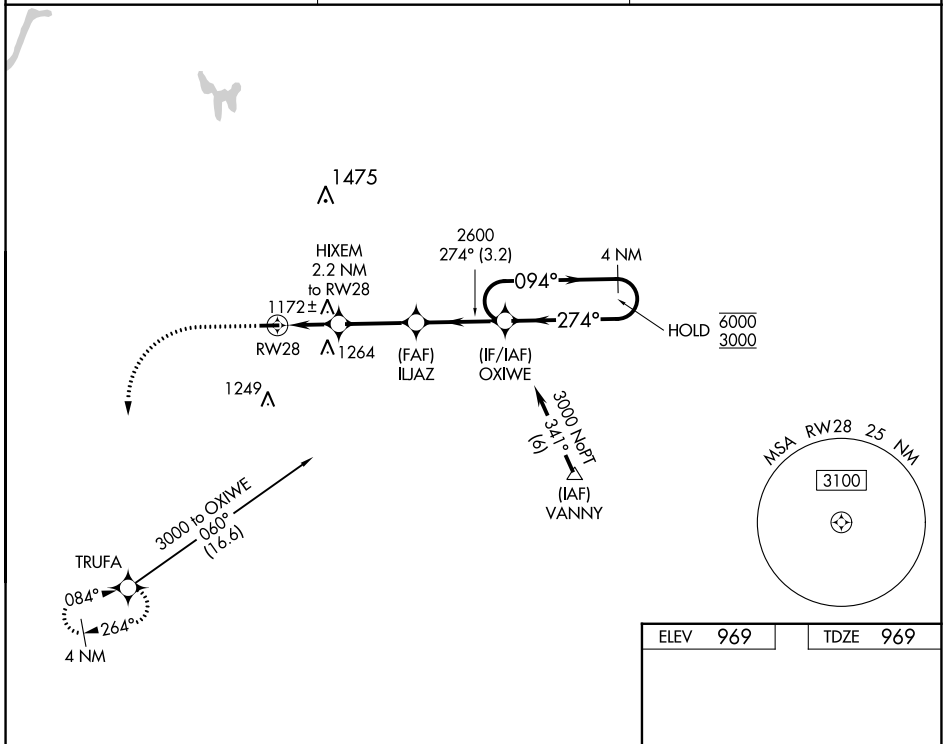 1475
HIXEM
2.2 NM
to RW28
1172±
RW28
1264
1249
2600
274° (3.2)
(FAF)
ILJAZ
(IF/IAF)
OXIWE
094°
274°
4 NM
HOLD
6000
3000
3000 NoPT
341°
(6)
(IAF)
VANNY
MSA RW28 25 NM
3100
3000 to OXIWE
060°
(16.6)
TRUFA
084°
264°
4 NM
ELEV 969
TDZE 969